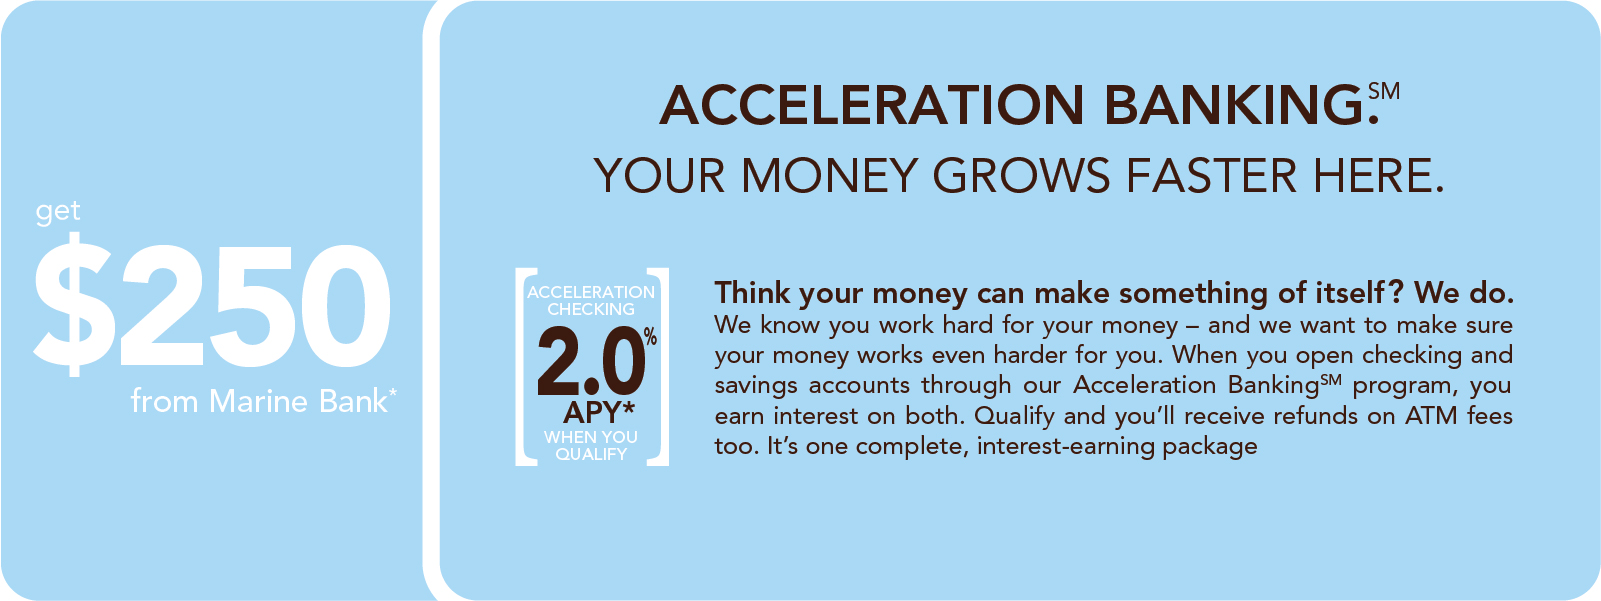 get
$250
from Marine Bank*
ACCELERATION BANKING.SM
YOUR MONEY GROWS FASTER HERE.
ACCELERATION
CHECKING
2.0%
APY*
WHEN YOU
QUALIFY
Think your money can make something of itself? We do.
We know you work hard for your money – and we want to make sure
your money works even harder for you. When you open checking and
savings accounts through our Acceleration BankingSM program, you
earn interest on both. Qualify and you’ll receive refunds on ATM fees
too. It’s one complete, interest-earning package